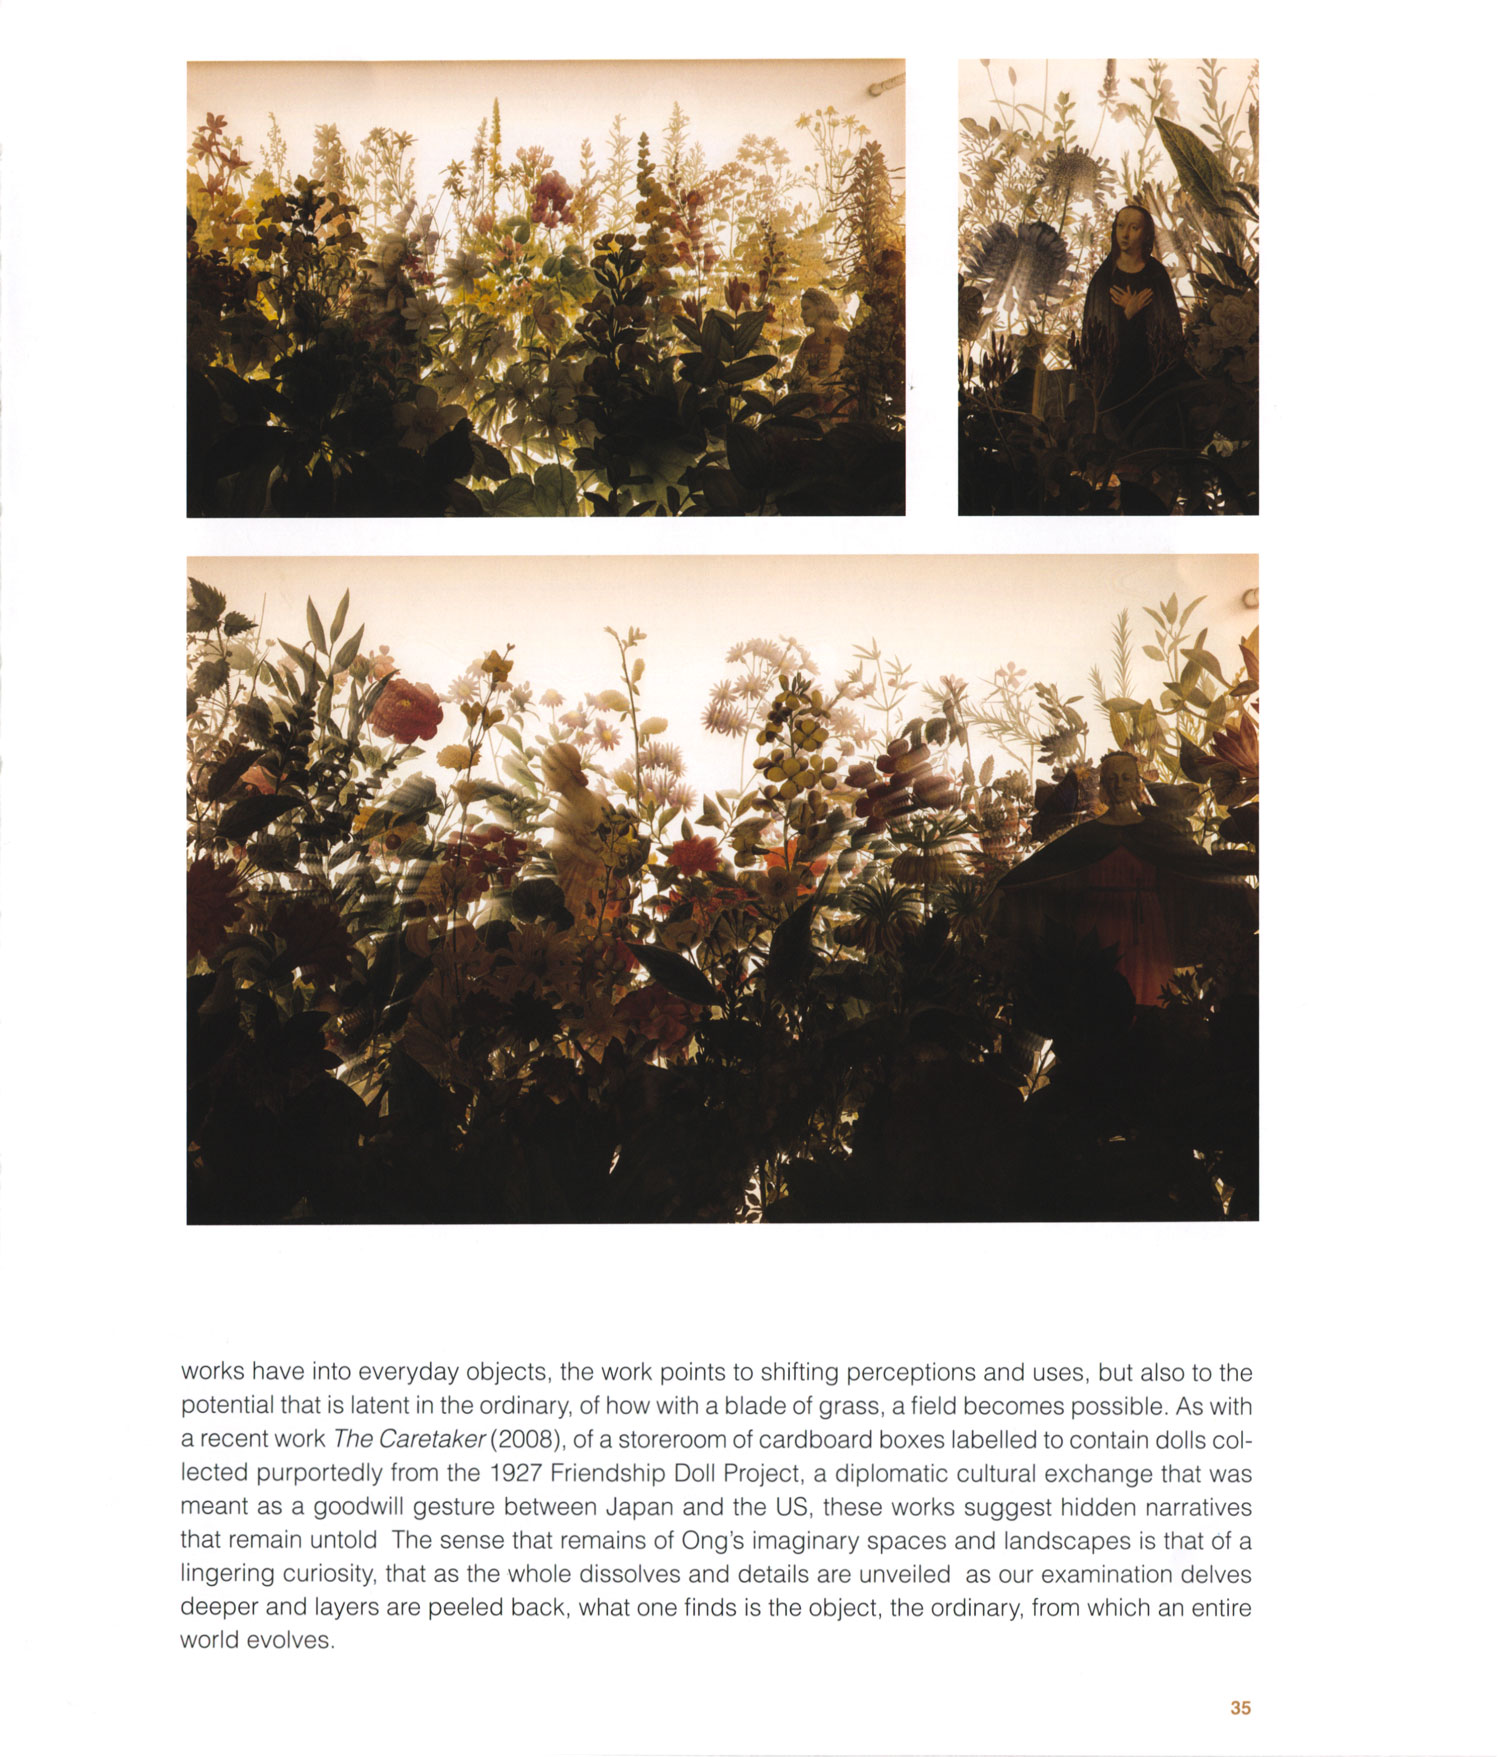 works have into everyday objects, the work points to shifting perceptions and uses, but also to the
potential that is latent in the ordinary, of how with a blade of grass, a field becomes possible. As with
a recent work The Caretaker (2008), of a storeroom of cardboard boxes labelled to contain dolls col-
lected purportedly from the 1927 Friendship Doll Project, a diplomatic cultural exchange that was
meant as a goodwill gesture between Japan and the US, these works suggest hidden narratives
that remain untold  The sense that remains of Ong's imaginary spaces and landscapes is that of a
lingering curiosity, that as the whole dissolves and details are unveiled  as our examination delves
deeper and layers are peeled back, what one finds is the object, the ordinary, from which an entire
world evolves.
35